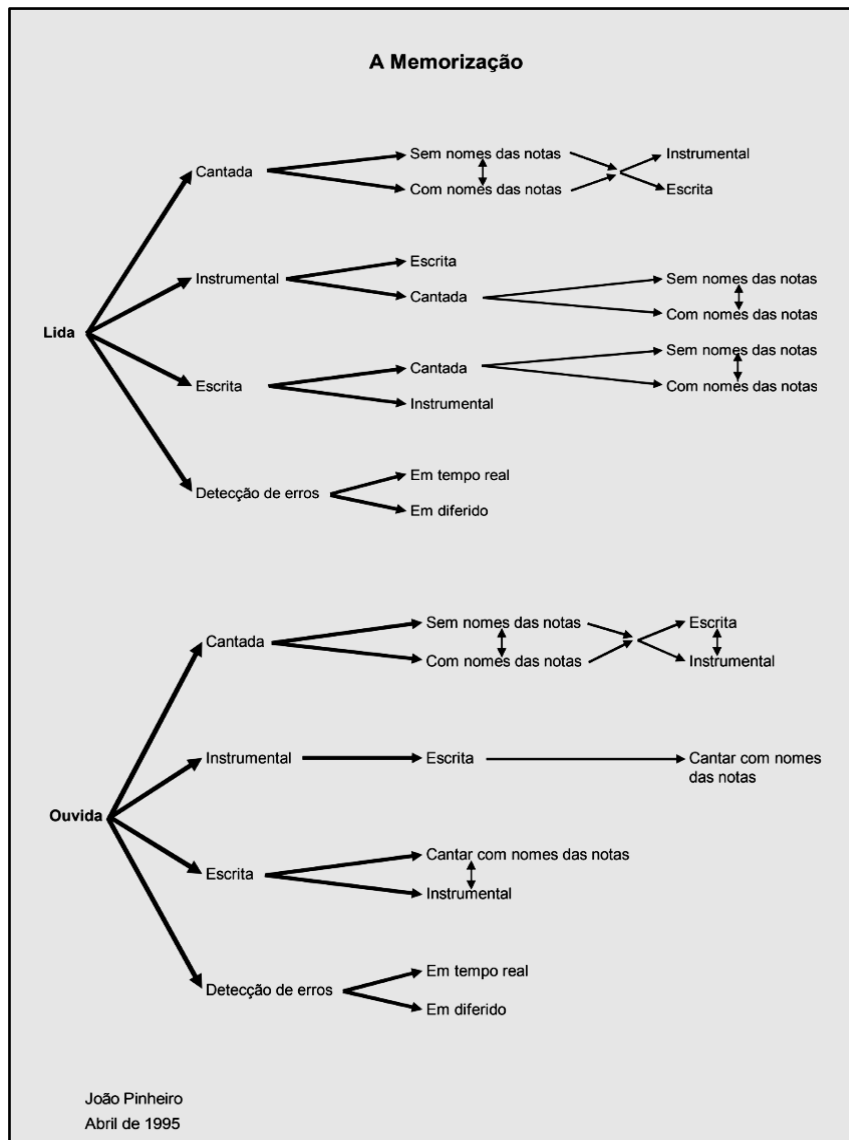 A Memorização
Sem nomes das notas
Instrumental
Cantada
Com nomes das notas
Escrita
Escrita
Instrumental
Sem nomes das notas
Cantada
Com nomes das notas
Lida
Sem nomes das notas
Cantada
Escrita
Com nomes das notas
Instrumental
Em tempo real
Detecção de erros
Em diferido
Sem nomes das notas
Escrita
Cantada
Com nomes das notas
Instrumental
Instrumental
Escrita
Cantar com nomes
das notas
Ouvida
Cantar com nomes das notas
Escrita
Instrumental
Em tempo real
Detecção de erros
Em diferido
João Pinheiro
Abril de 1995